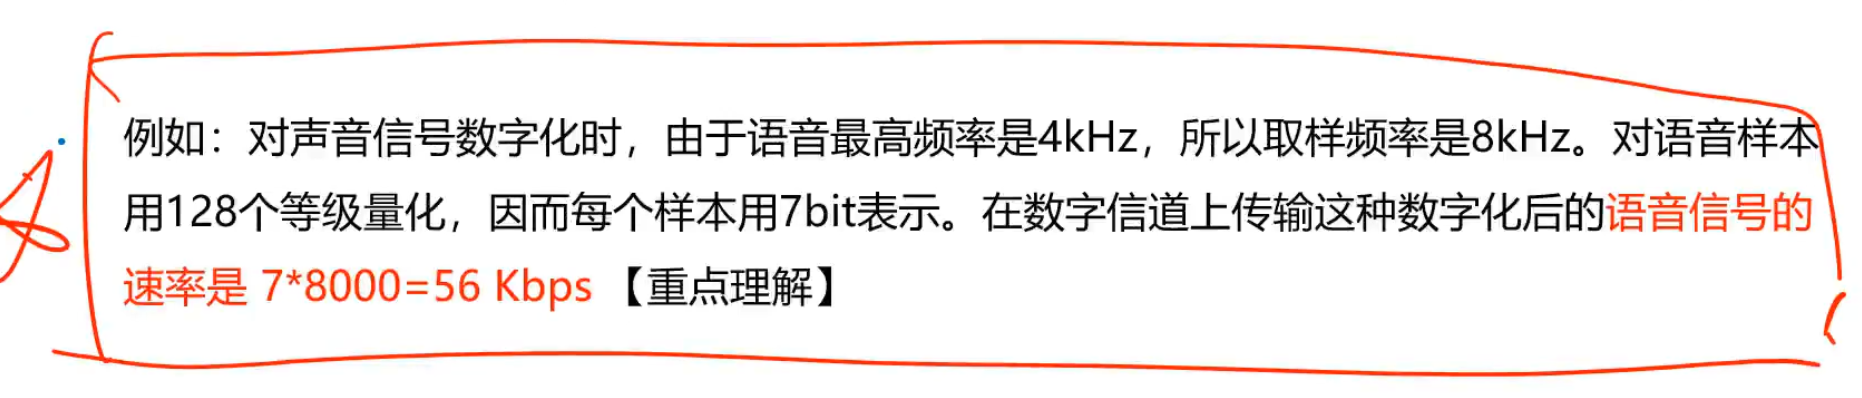 例如：对声音信号数字化时，由于语音最高频率是4kHz，所以取样频率是8kHz。对语音样本
用128个等级量化，因而每个样本用7bit表示。在数字信道上传输这种数字化后的语音信号的
速率是 7*8000=56 Kbps 【重点理解】